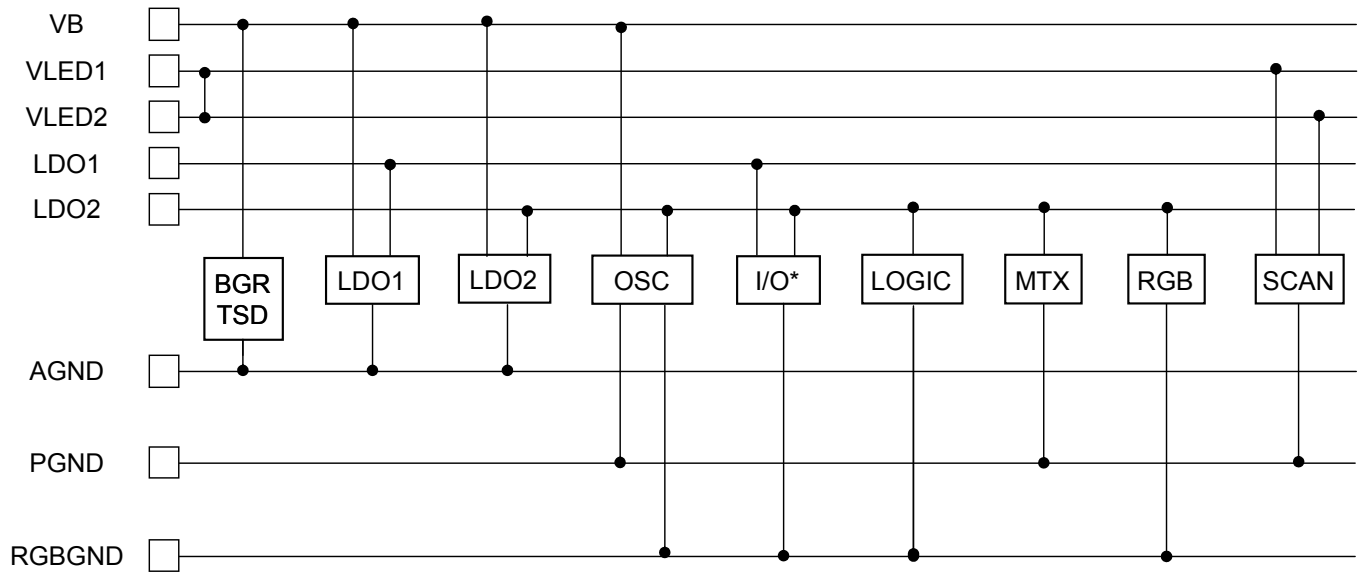 VB
VLED1
VLED2
LDO1
LDO2
BGR
TSD
LDO1
LDO2
OSC
I/O*
LOGIC
MTX
RGB
SCAN
AGND
PGND
RGBGND